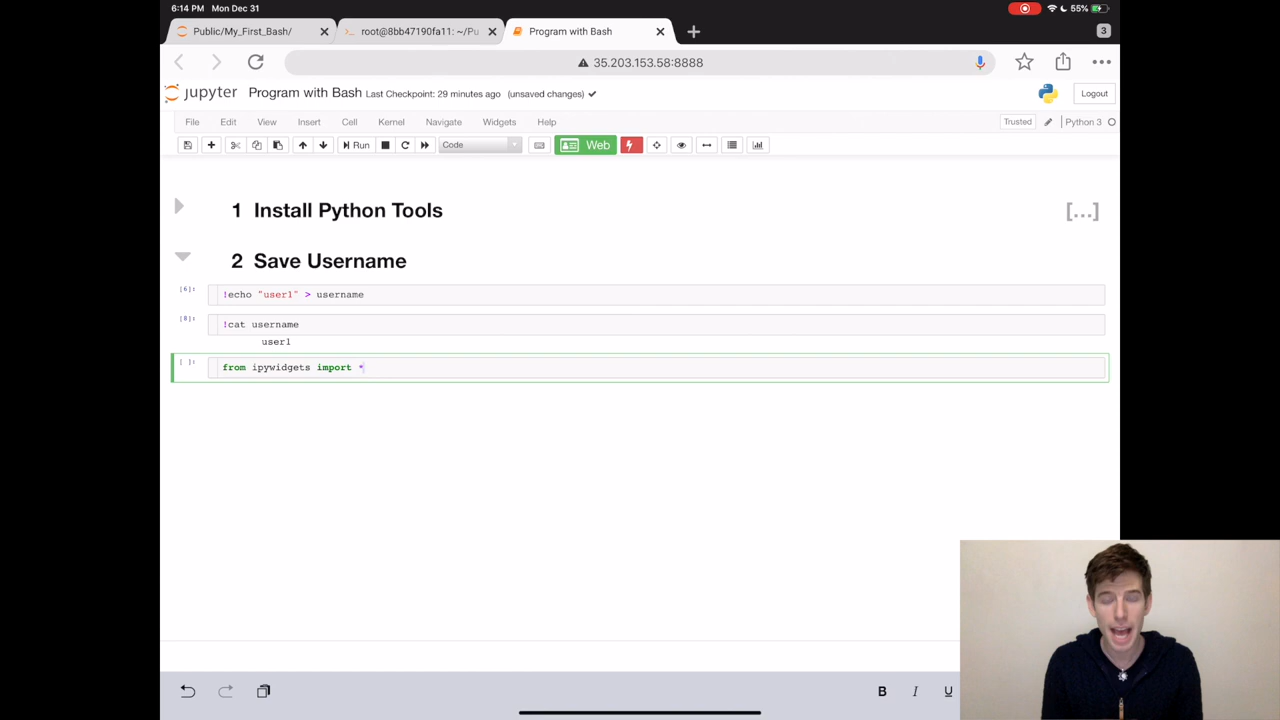 6:14 PM Mon Dec 31
55%
Public/My_First_Bash/
root@8bb47190fa11: ~/Pu
Program with Bash
3
35.203.153.58:8888
jupyter Program with Bash Last Checkpoint: 29 minutes ago (unsaved changes)
Logout
File Edit View Insert Cell Kernel Navigate Widgets Help
Trusted Python 3
Run Code Web
1 Install Python Tools
[...]
2 Save Username
[6]: !echo "user1" > username
[8]: !cat username
user1
[ ]: from ipywidgets import *
B I U